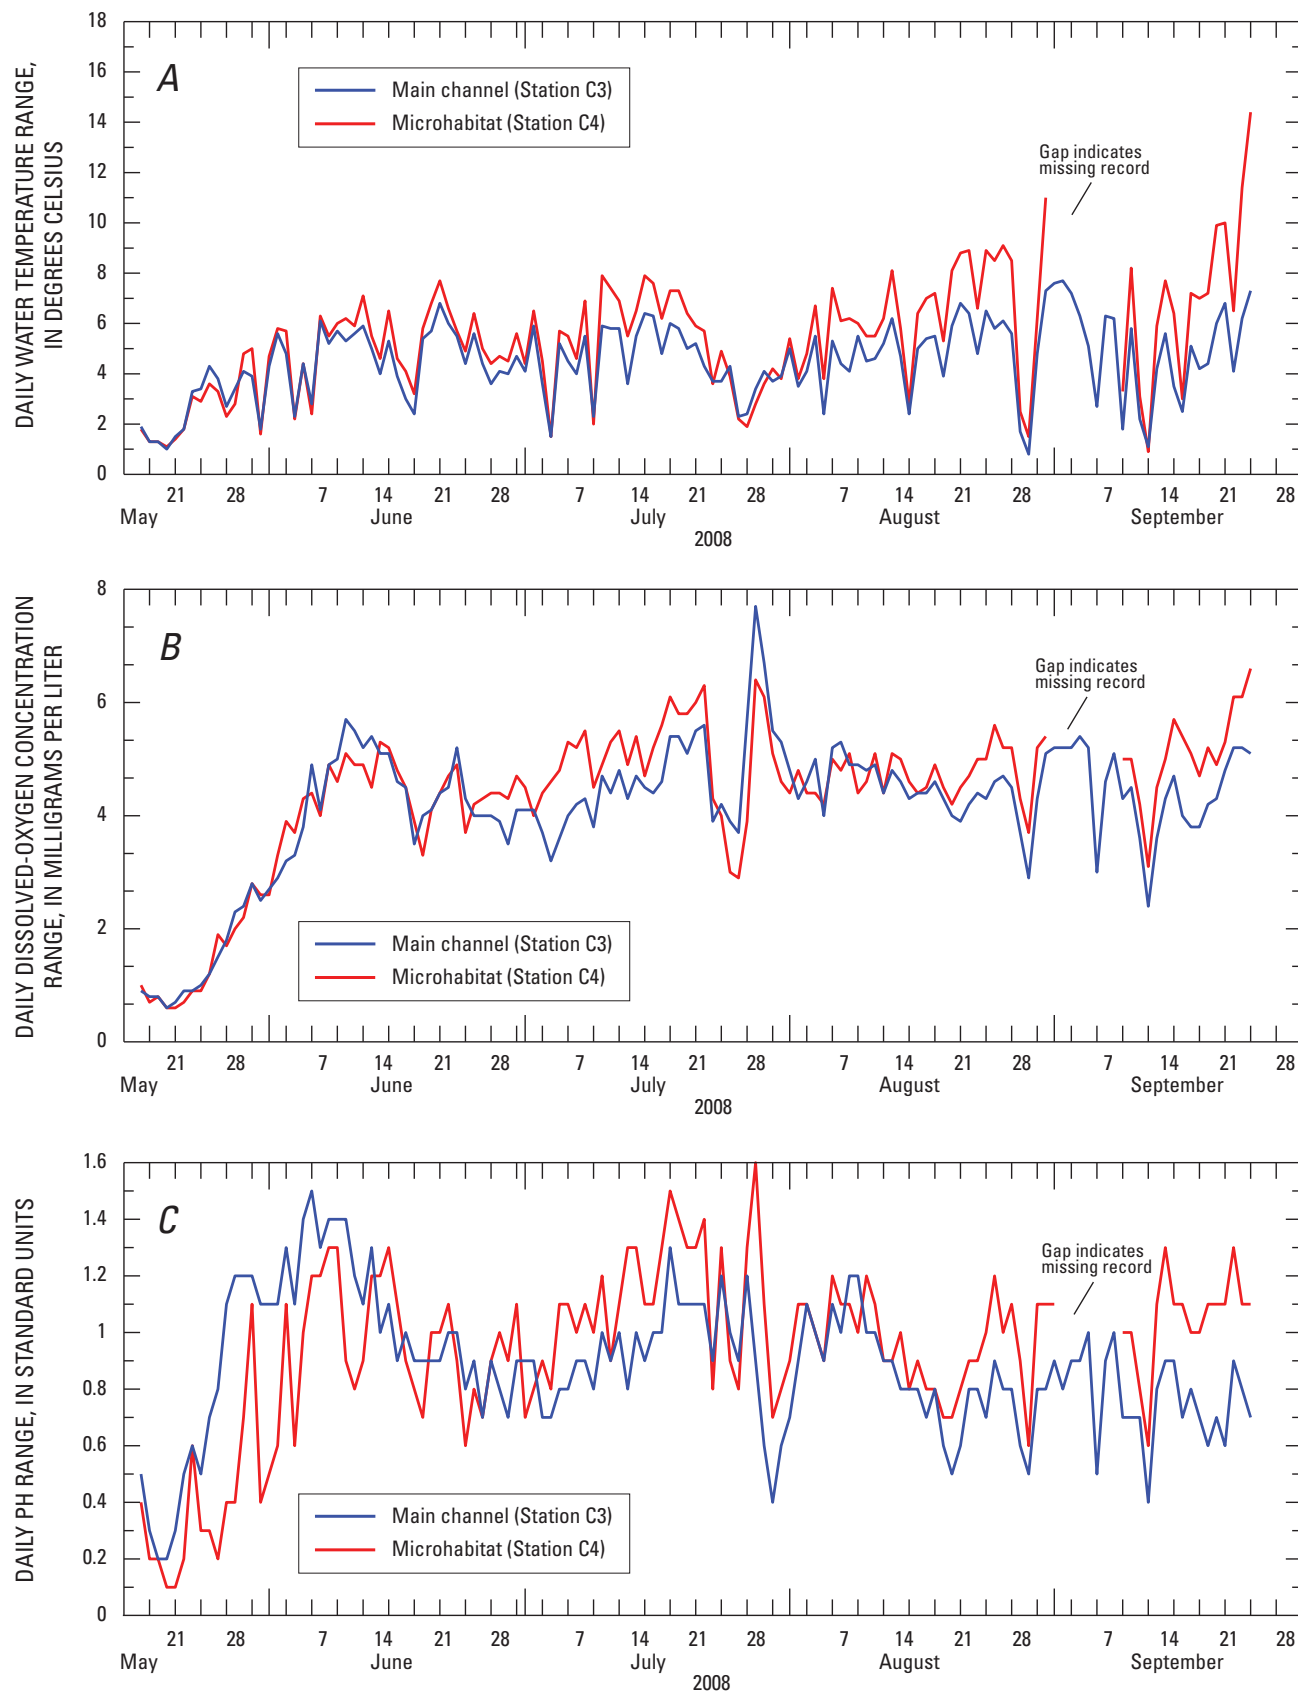 DAILY WATER TEMPERATURE RANGE,
IN DEGREES CELSIUS
18
16
14
12
10
8
6
4
2
0
A
Main channel (Station C3)
Microhabitat (Station C4)
Gap indicates
missing record
21 28 7 14 21 28 7 14 21 28 7 14 21 28 7 14 21 28
May June July August September
2008
DAILY DISSOLVED-OXYGEN CONCENTRATION
RANGE, IN MILLIGRAMS PER LITER
8
6
4
2
0
B
Gap indicates
missing record
Main channel (Station C3)
Microhabitat (Station C4)
21 28 7 14 21 28 7 14 21 28 7 14 21 28 7 14 21 28
May June July August September
2008
DAILY PH RANGE, IN STANDARD UNITS
1.6
1.4
1.2
1
0.8
0.6
0.4
0.2
0
C
Gap indicates
missing record
Main channel (Station C3)
Microhabitat (Station C4)
21 28 7 14 21 28 7 14 21 28 7 14 21 28 7 14 21 28
May June July August September
2008